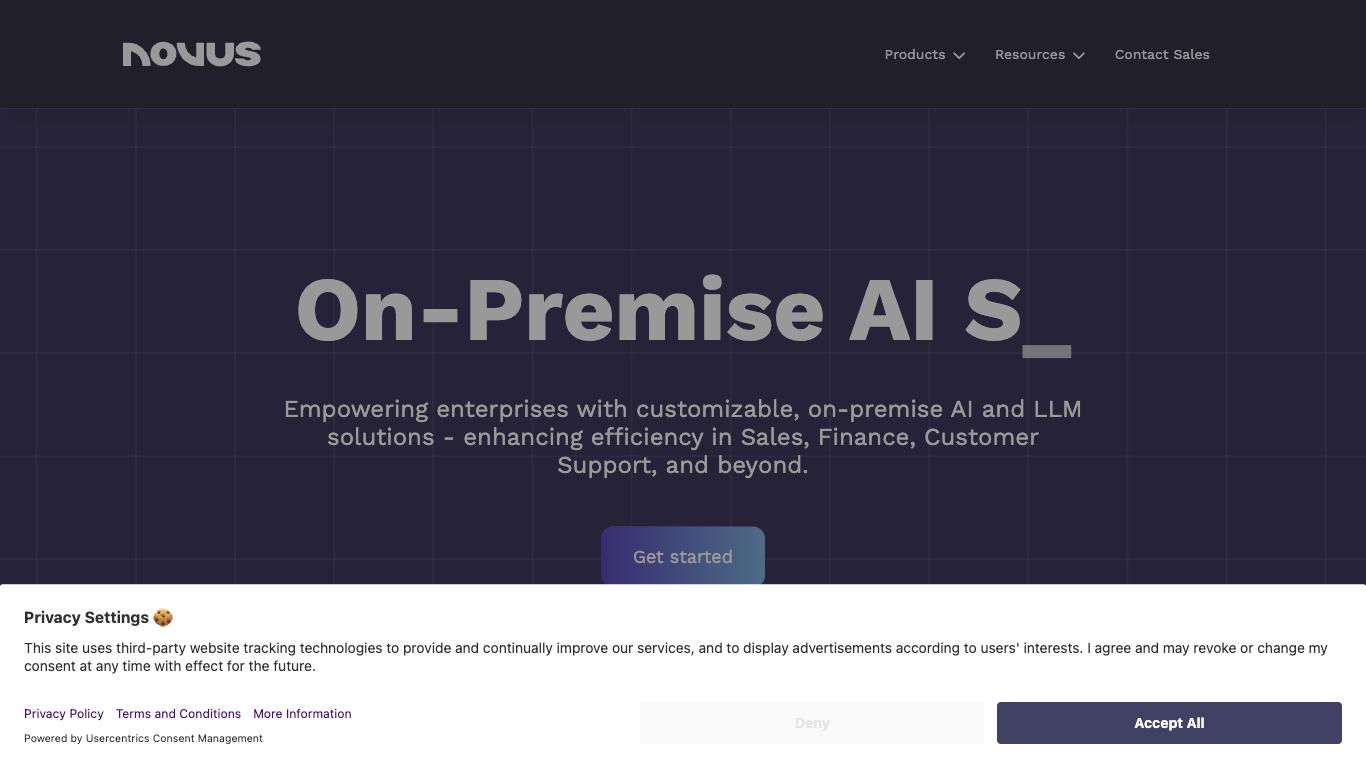 novus
Products
Resources
Contact Sales
On-Premise AI S_
Empowering enterprises with customizable, on-premise AI and LLM
solutions - enhancing efficiency in Sales, Finance, Customer
Support, and beyond.
Get started
Privacy Settings 🍪
This site uses third-party website tracking technologies to provide and continually improve our services, and to display advertisements according to users' interests. I agree and may revoke or change my
consent at any time with effect for the future.
Privacy Policy
Terms and Conditions
More Information
Deny
Accept All
Powered by Usercentrics Consent Management